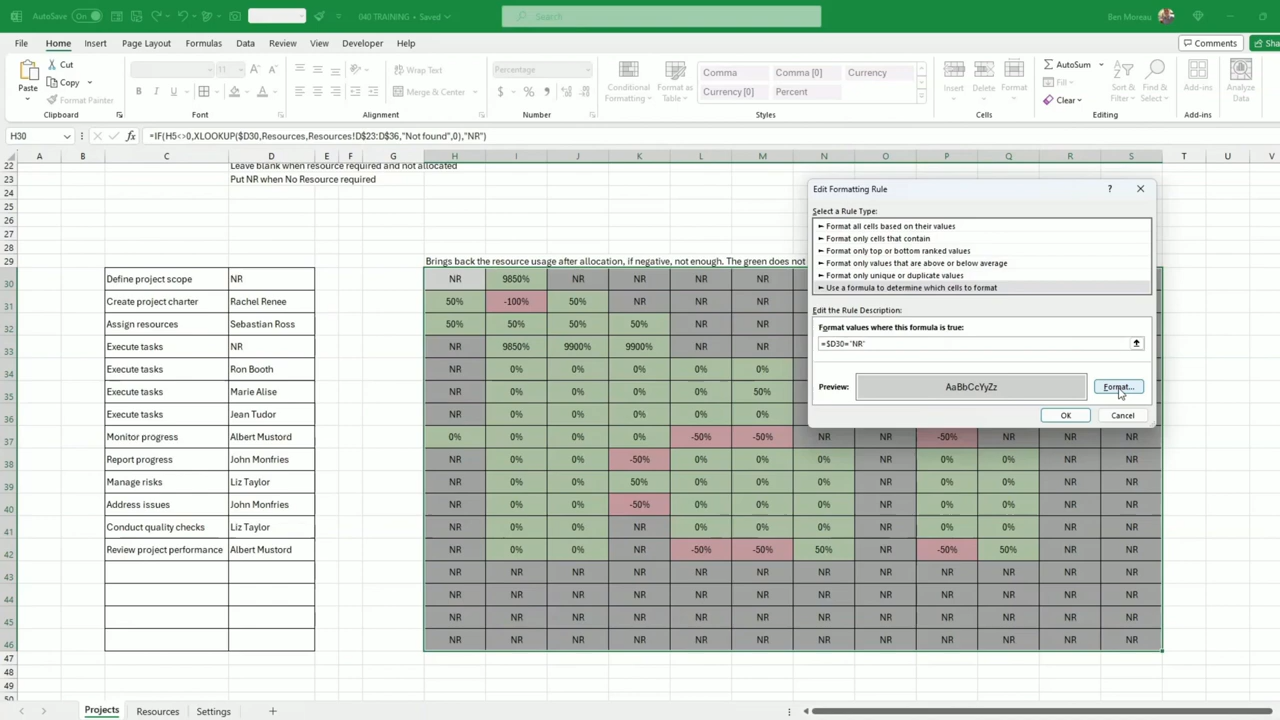 AutoSave On 040 TRAINING • Saved Search Ben Moreau
File Home Insert Page Layout Formulas Data Review View Developer Help Comments Sha
Paste Cut Copy Format Painter
11 Wrap Text Merge & Center
Percentage
Conditional Formatting Format as Table
Comma Comma [0] Currency
Currency [0] Percent
Insert Delete Format
AutoSum Fill Clear
Sort & Filter Find & Select Add-ins Analyze Data
Clipboard Font Alignment Number Styles Cells Editing Add-ins
H30 fx =IF(H5<>0,XLOOKUP($D30,Resources,Resources!D$23:D$36,"Not found",0),"NR")
A B C D E F G H I J K L M N O P Q R S T U V
22 Leave blank when resource required and not allocated
23 Put NR when No Resource required
24
25
26
27
28
29 Brings back the resource usage after allocation, if negative, not enough. The green does not
30 Define project scope NR NR 9850% NR NR NR NR
31 Create project charter Rachel Renee 50% -100% 50% NR NR NR
32 Assign resources Sebastian Ross 50% 50% 50% 50% NR NR
33 Execute tasks NR NR 9850% 9900% 9900% NR NR
34 Execute tasks Ron Booth NR 0% 0% 0% 0% 0%
35 Execute tasks Marie Alise NR 0% 0% 0% 0% 50%
36 Execute tasks Jean Tudor NR 0% 0% 0% 0% 0%
37 Monitor progress Albert Mustord 0% 0% 0% 0% -50% -50% NR NR -50% NR NR NR
38 Report progress John Monfries NR 0% 0% -50% 0% 0% 0% NR 0% 0% NR NR
39 Manage risks Liz Taylor NR 0% 0% 50% 0% 0% 0% NR 0% 0% NR NR
40 Address issues John Monfries NR 0% 0% -50% 0% 0% 0% NR 0% 0% NR NR
41 Conduct quality checks Liz Taylor NR 0% 0% NR 0% 0% 0% NR 0% 0% NR NR
42 Review project performance Albert Mustord NR 0% 0% NR -50% -50% 50% NR -50% 50% NR NR
43 NR NR NR NR NR NR NR NR NR NR NR NR
44 NR NR NR NR NR NR NR NR NR NR NR NR
45 NR NR NR NR NR NR NR NR NR NR NR NR
46 NR NR NR NR NR NR NR NR NR NR NR NR
47
48
49
Edit Formatting Rule ?
Select a Rule Type:
► Format all cells based on their values
► Format only cells that contain
► Format only top or bottom ranked values
► Format only values that are above or below average
► Format only unique or duplicate values
► Use a formula to determine which cells to format
Edit the Rule Description:
Format values where this formula is true:
=$D30="NR"
Preview: AaBbCcYyZz Format...
OK Cancel
Projects Resources Settings +